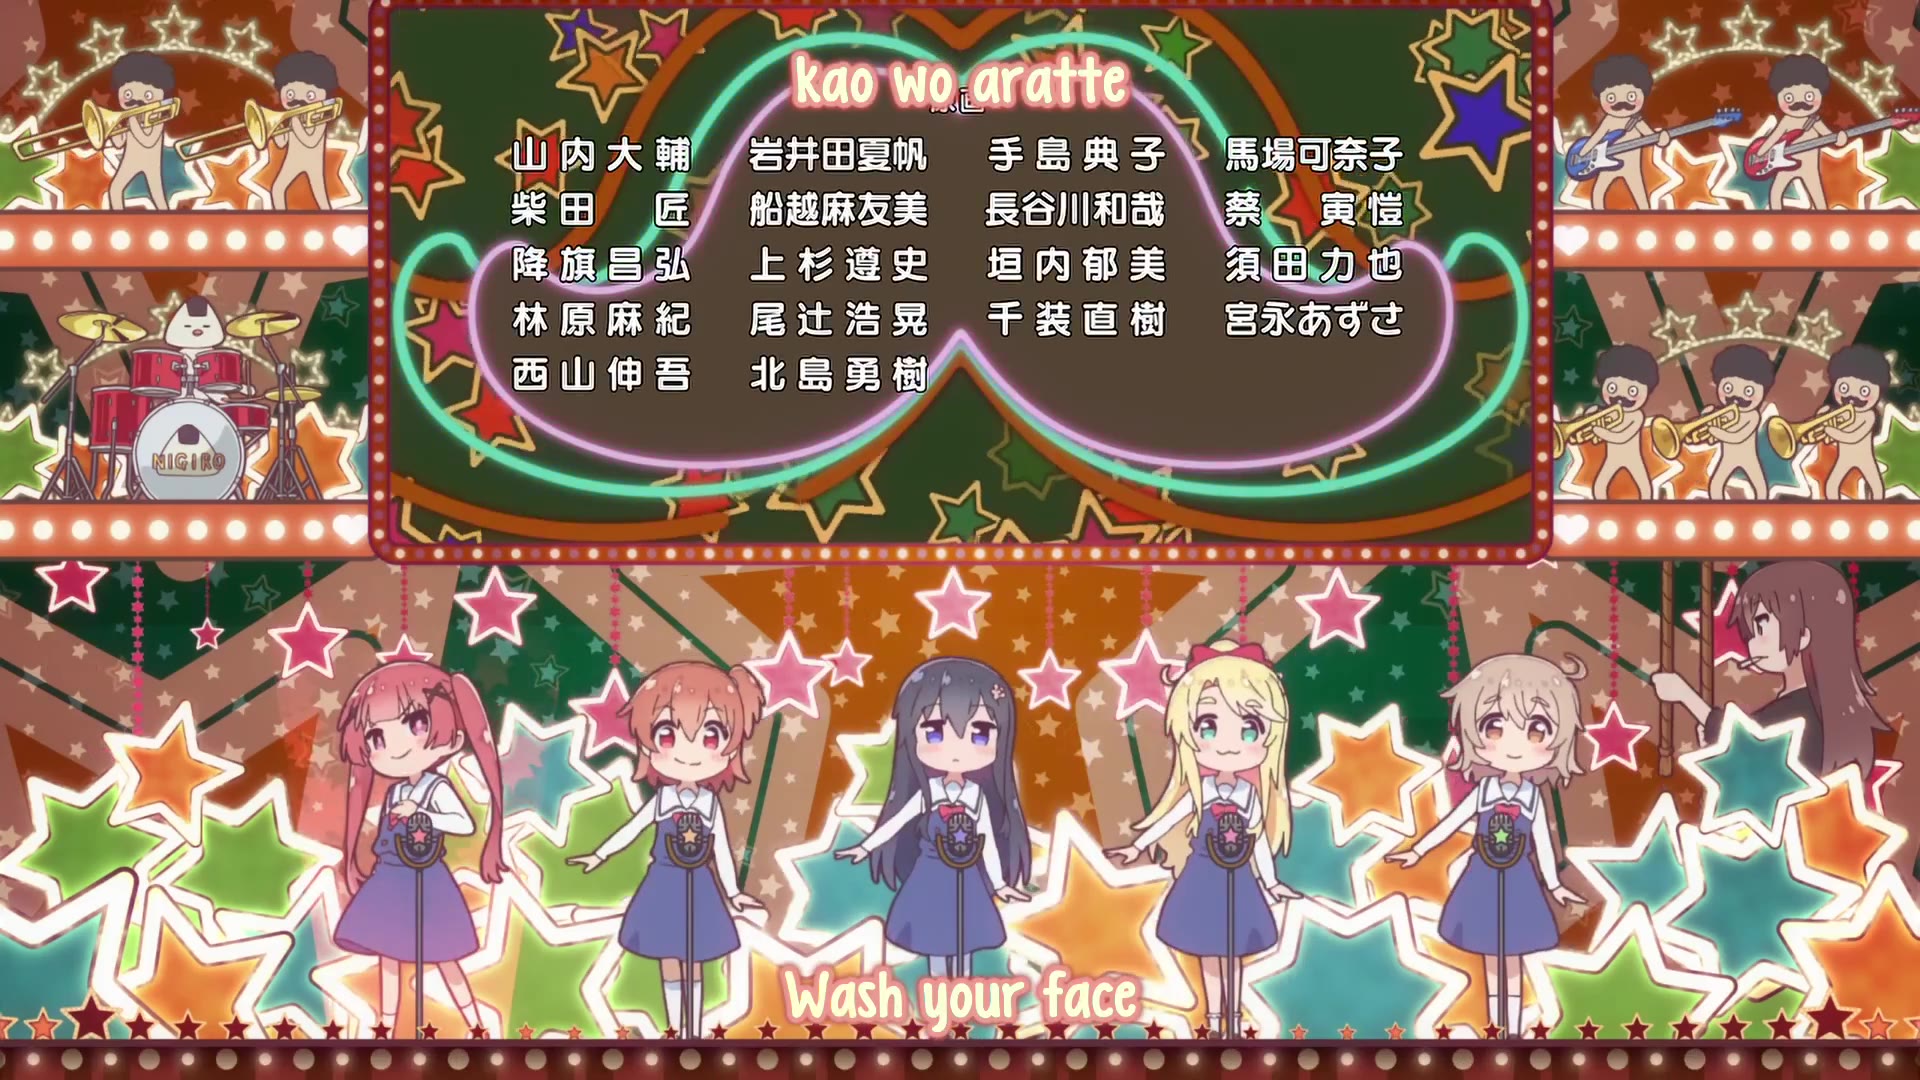 kao wo aratte
原画
山内大輔 岩井田夏帆 手島典子 馬場可奈子
柴田 匠 船越麻友美 長谷川和哉 蔡 寅愷
降旗昌弘 上杉遵史 垣内郁美 須田力也
林原麻紀 尾辻浩晃 千装直樹 宮永あずさ
西山伸吾 北島勇樹
NIGIRO
Wash your face